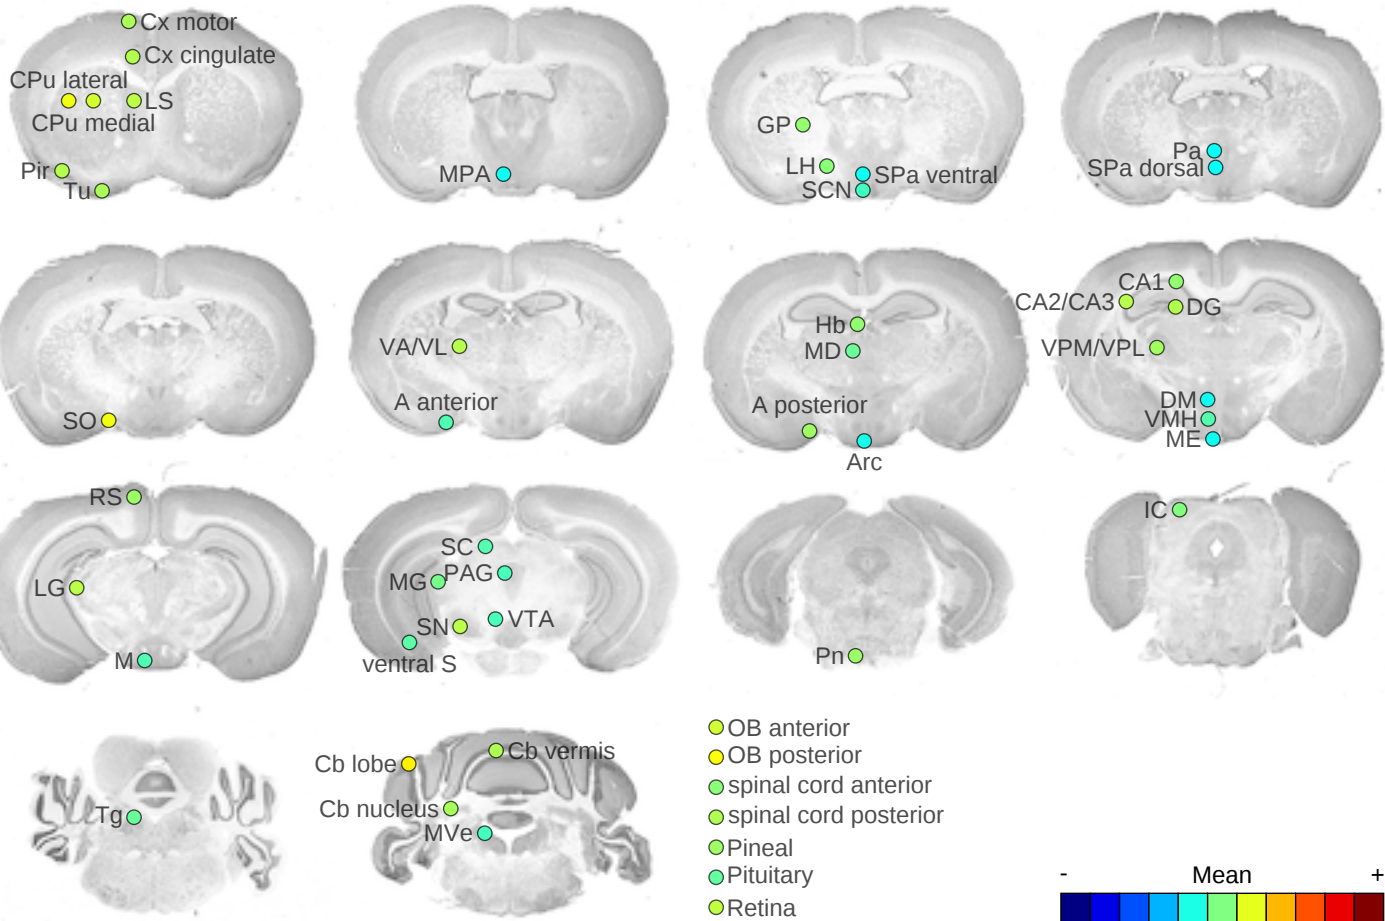 Cx motor
Cx cingulate
CPu lateral
LS
CPu medial
Pir
Tu
MPA
GP
LH
SPa ventral
SCN
Pa
SPa dorsal
SO
VA/VL
A anterior
Hb
MD
A posterior
Arc
CA1
CA2/CA3
DG
VPM/VPL
DM
VMH
ME
RS
LG
M
SC
MG
PAG
SN
VTA
ventral S
Pn
IC
Tg
Cb lobe
Cb vermis
Cb nucleus
MVe
OB anterior
OB posterior
spinal cord anterior
spinal cord posterior
Pineal
Pituitary
Retina
- Mean +